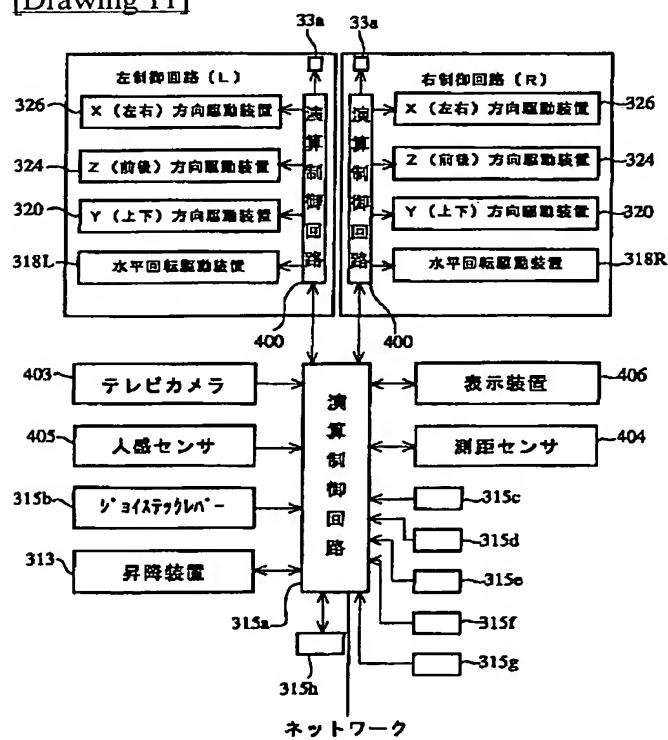 [Drawing 11]
33a 33a
左制御回路(L) 右制御回路(R)
326 X(左右)方向駆動装置 演算制御回路 演算制御回路 X(左右)方向駆動装置 326
324 Z(前後)方向駆動装置 Z(前後)方向駆動装置 324
320 Y(上下)方向駆動装置 Y(上下)方向駆動装置 320
318L 水平回転駆動装置 水平回転駆動装置 318R
400 400
403 テレビカメラ 演算制御回路 表示装置 406
405 人感センサ 測距センサ 404
315b ジョイステックレバー 315c
315d
313 昇降装置 315e
315a 315f
315h 315g
ネットワーク